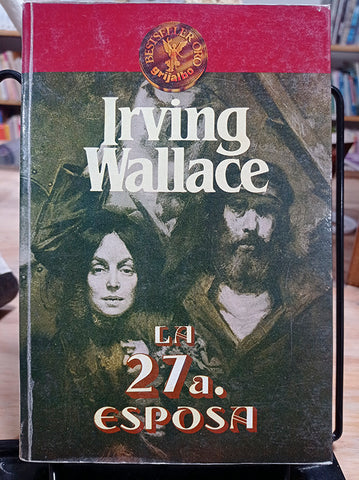 BESTSELLER ORO
grijalbo
Irving
Wallace
LA
27a.
ESPOSA